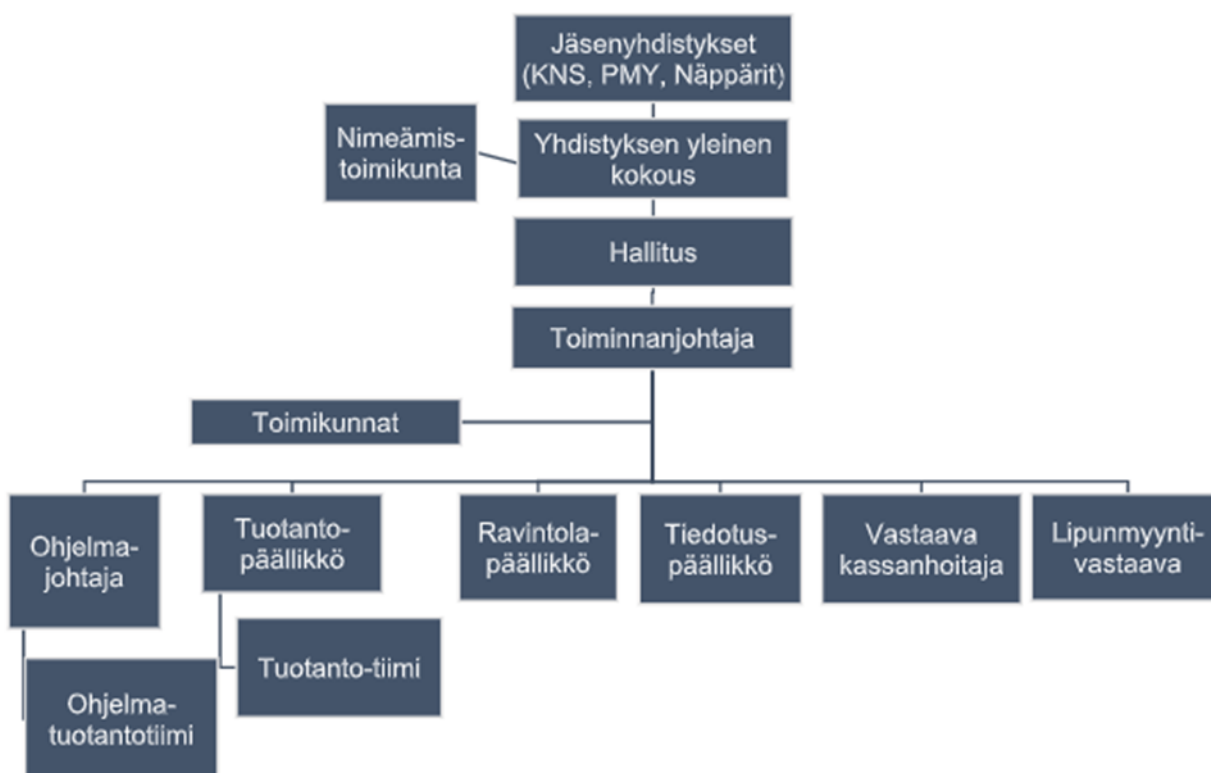 Jäsenyhdistykset
(KNS, PMY, Näppärit)
Nimeämis-
toimikunta
Yhdistyksen yleinen
kokous
Hallitus
Toiminnanjohtaja
Toimikunnat
Ohjelma-
johtaja
Tuotanto-
päällikkö
Ravintola-
päällikkö
Tiedotus-
päällikkö
Vastaava
kassanhoitaja
Lipunmyynti-
vastaava
Tuotanto-tiimi
Ohjelma-
tuotantotiimi